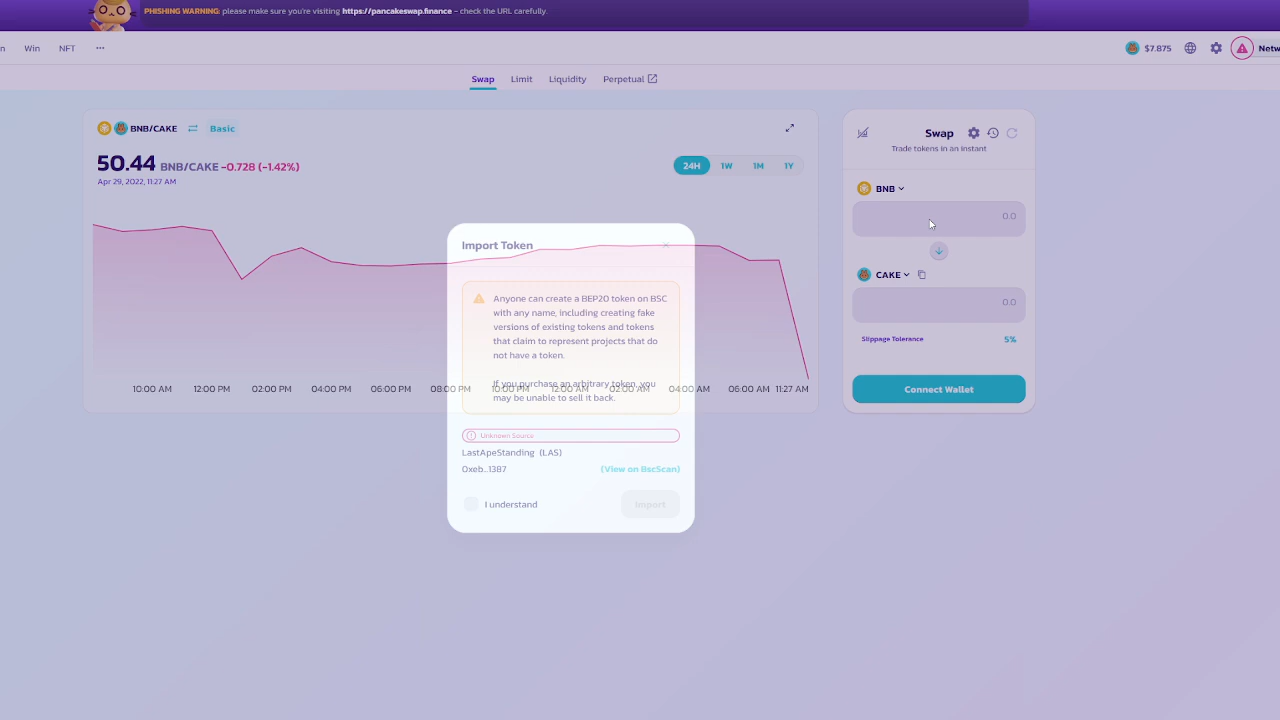 PHISHING WARNING: please make sure you're visiting https://pancakeswap.finance - check the URL carefully.
n Win NFT ··· $7.875 Netw
Swap Limit Liquidity Perpetual
BNB/CAKE Basic
50.44 BNB/CAKE -0.728 (-1.42%)
Apr 29, 2022, 11:27 AM
24H 1W 1M 1Y
10:00 AM 12:00 PM 02:00 PM 04:00 PM 06:00 PM 08:00 PM 10:00 PM 12:00 AM 02:00 AM 04:00 AM 06:00 AM 11:27 AM
Import Token
Anyone can create a BEP20 token on BSC
with any name, including creating fake
versions of existing tokens and tokens
that claim to represent projects that do
not have a token.
If you purchase an arbitrary token, you
may be unable to sell it back.
Unknown Source
LastApeStanding (LAS)
0xeb...1387 (View on BscScan)
I understand Import
Swap
Trade tokens in an instant
BNB
0.0
CAKE
0.0
Slippage Tolerance 5%
Connect Wallet